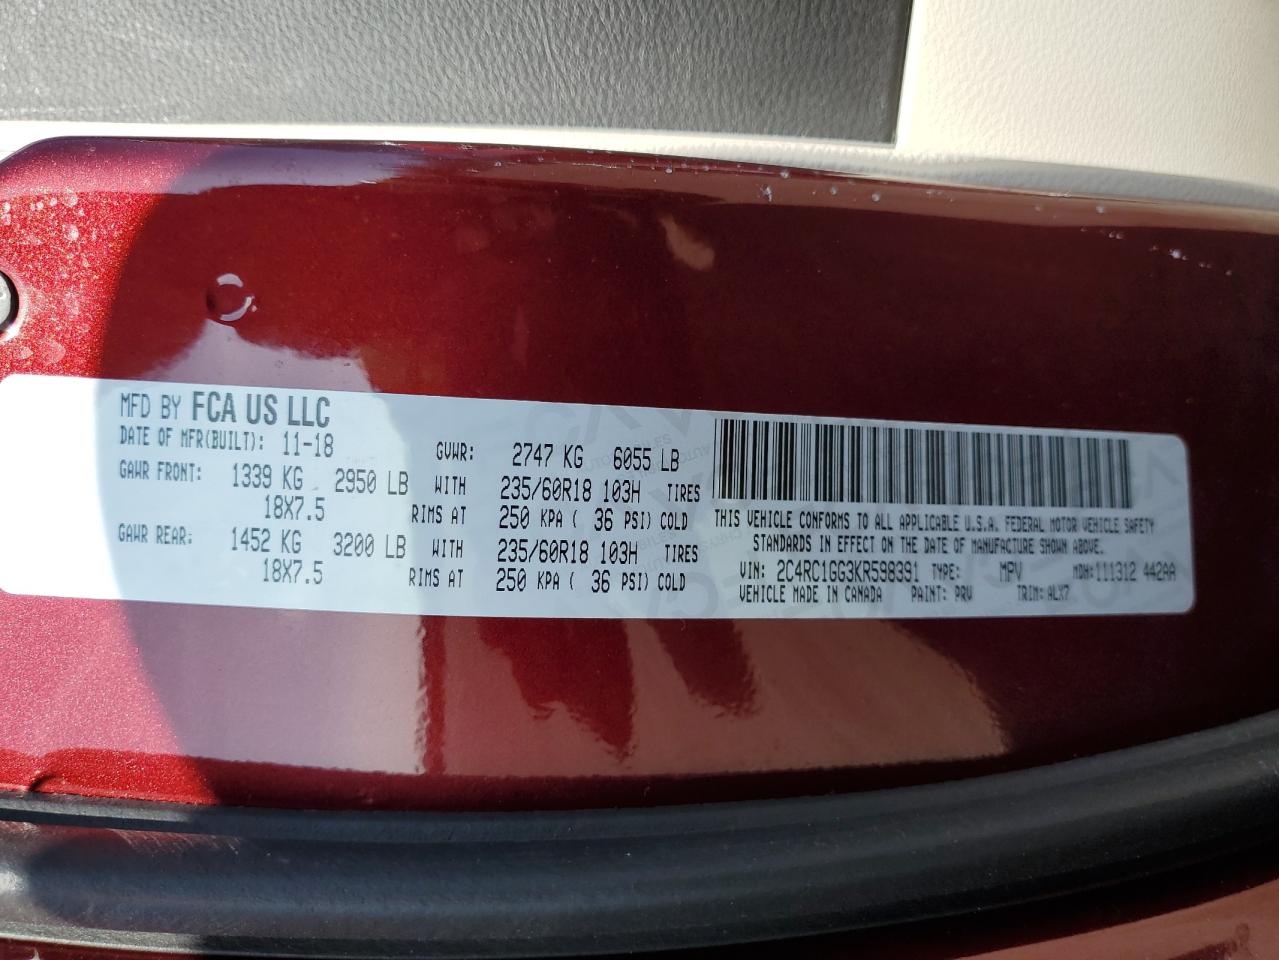 MFD BY FCA US LLC
DATE OF MFR(BUILT): 11-18 GVWR: 2747 KG 6055 LB
GAWR FRONT: 1339 KG 2950 LB WITH 235/60R18 103H TIRES
18X7.5 RIMS AT 250 KPA ( 36 PSI) COLD
GAWR REAR: 1452 KG 3200 LB WITH 235/60R18 103H TIRES
18X7.5 RIMS AT 250 KPA ( 36 PSI) COLD
THIS VEHICLE CONFORMS TO ALL APPLICABLE U.S.A. FEDERAL MOTOR VEHICLE SAFETY
STANDARDS IN EFFECT ON THE DATE OF MANUFACTURE SHOWN ABOVE.
VIN: 2C4RC1GG3KR598391 TYPE: MPV MDH:111312 442AA
VEHICLE MADE IN CANADA PAINT: PRV TRIM: ALX7